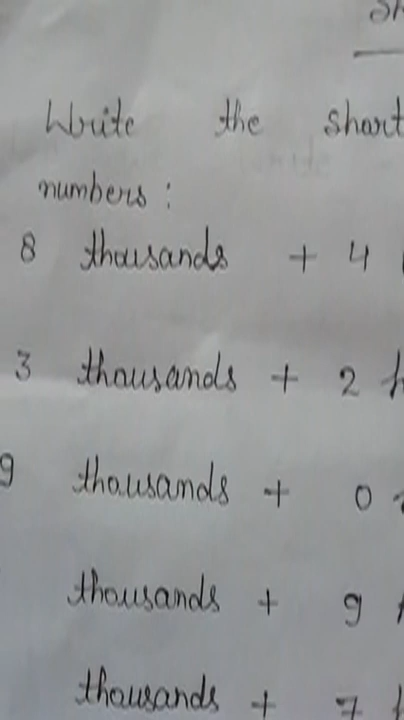 Write the short
numbers :
8 thousands + 4
3 thousands + 2
9 thousands + 0
thousands + 9
thousands + 7